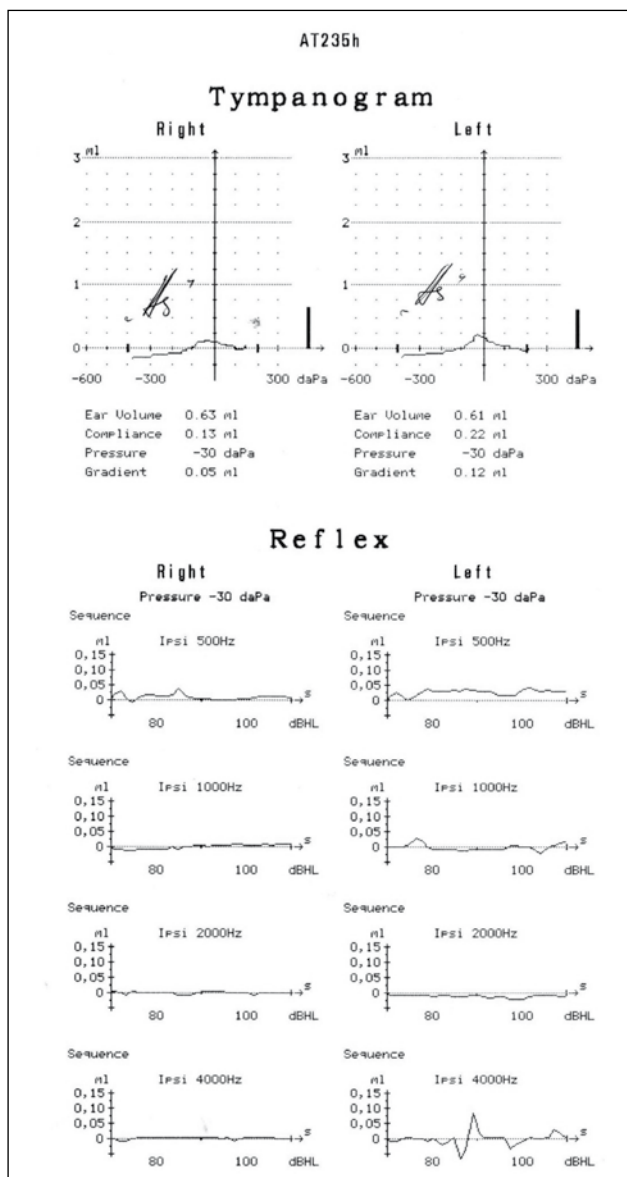 AT235h
Tympanogram
Right Left
ml ml
3 3
2 2
1 1
As As
0 0
-600 -300 300 daPa -600 -300 300 daPa
Ear Volume 0.63 ml Ear Volume 0.61 ml
Compliance 0.13 ml Compliance 0.22 ml
Pressure -30 daPa Pressure -30 daPa
Gradient 0.05 ml Gradient 0.12 ml
Reflex
Right Left
Pressure -30 daPa Pressure -30 daPa
Sequence Sequence
ml Ipsi 500Hz ml Ipsi 500Hz
0,15 0,15
0,10 0,10
0,05 0,05
0 s 0 s
80 100 dBHL 80 100 dBHL
Sequence Sequence
ml Ipsi 1000Hz ml Ipsi 1000Hz
0,15 0,15
0,10 0,10
0,05 0,05
0 s 0 s
80 100 dBHL 80 100 dBHL
Sequence Sequence
ml Ipsi 2000Hz ml Ipsi 2000Hz
0,15 0,15
0,10 0,10
0,05 0,05
0 s 0 s
80 100 dBHL 80 100 dBHL
Sequence Sequence
ml Ipsi 4000Hz ml Ipsi 4000Hz
0,15 0,15
0,10 0,10
0,05 0,05
0 s 0 s
80 100 dBHL 80 100 dBHL